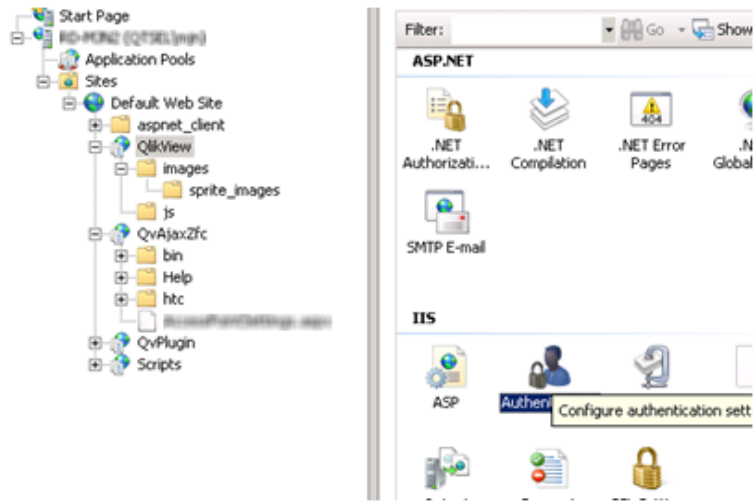 Start Page
Application Pools
Sites
Default Web Site
aspnet_client
QlikView
images
sprite_images
js
QvAjaxZfc
bin
Help
htc
QvPlugin
Scripts
Filter:
Go
Show
ASP.NET
.NET Authorizati...
.NET Compilation
404
.NET Error Pages
.N
Global
SMTP E-mail
IIS
ASP
Authent
Configure authentication sett